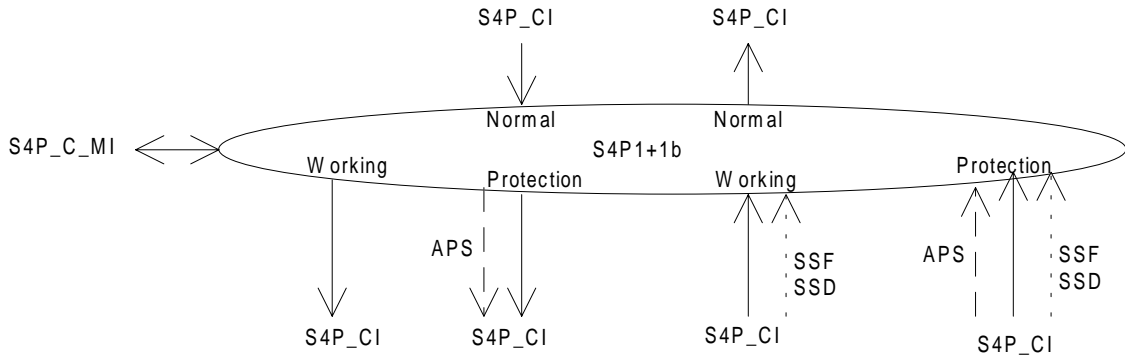 S4P_CI S4P_CI
Normal Normal
S4P_C_MI S4P1+1b
Working Protection Working Protection
APS SSF APS SSF
SSD SSD
S4P_CI S4P_CI S4P_CI S4P_CI